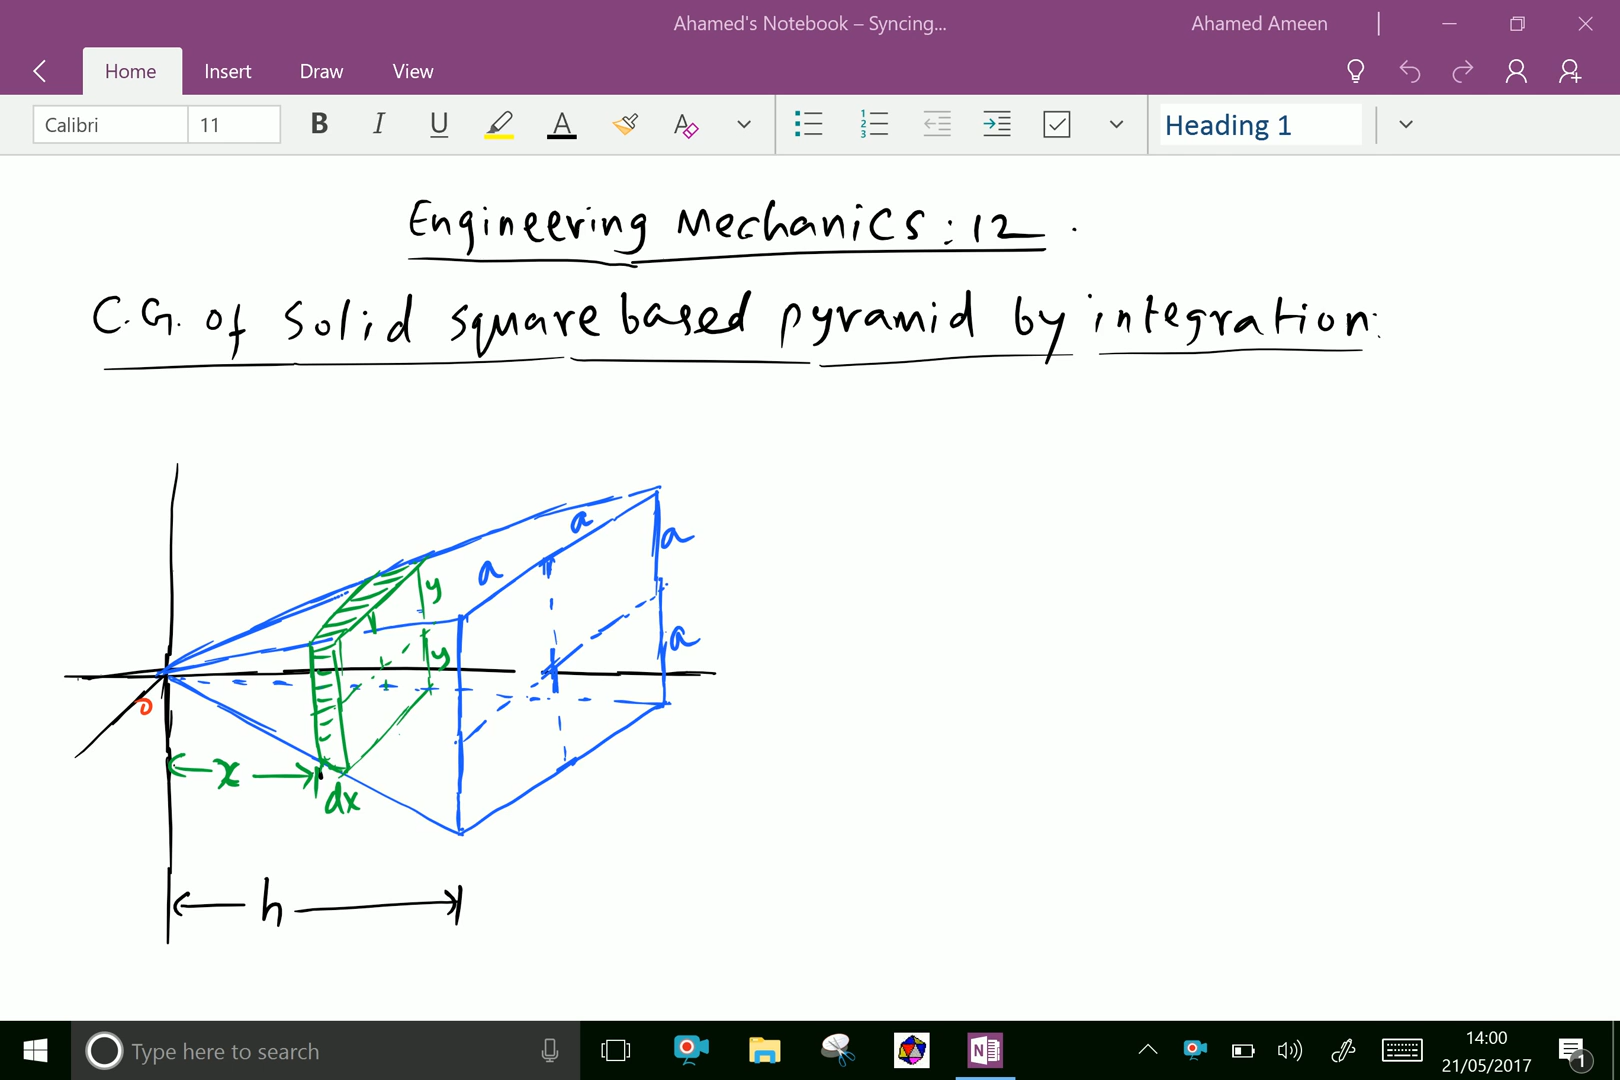 Ahamed's Notebook – Syncing...
Ahamed Ameen
Home Insert Draw View
Calibri 11 B I U A A Heading 1
Engineering Mechanics: 12.
C.G. of Solid square based pyramid by integration:
a
a
a
a
y
y
a
o
x
dx
h
Type here to search
14:00
21/05/2017
1